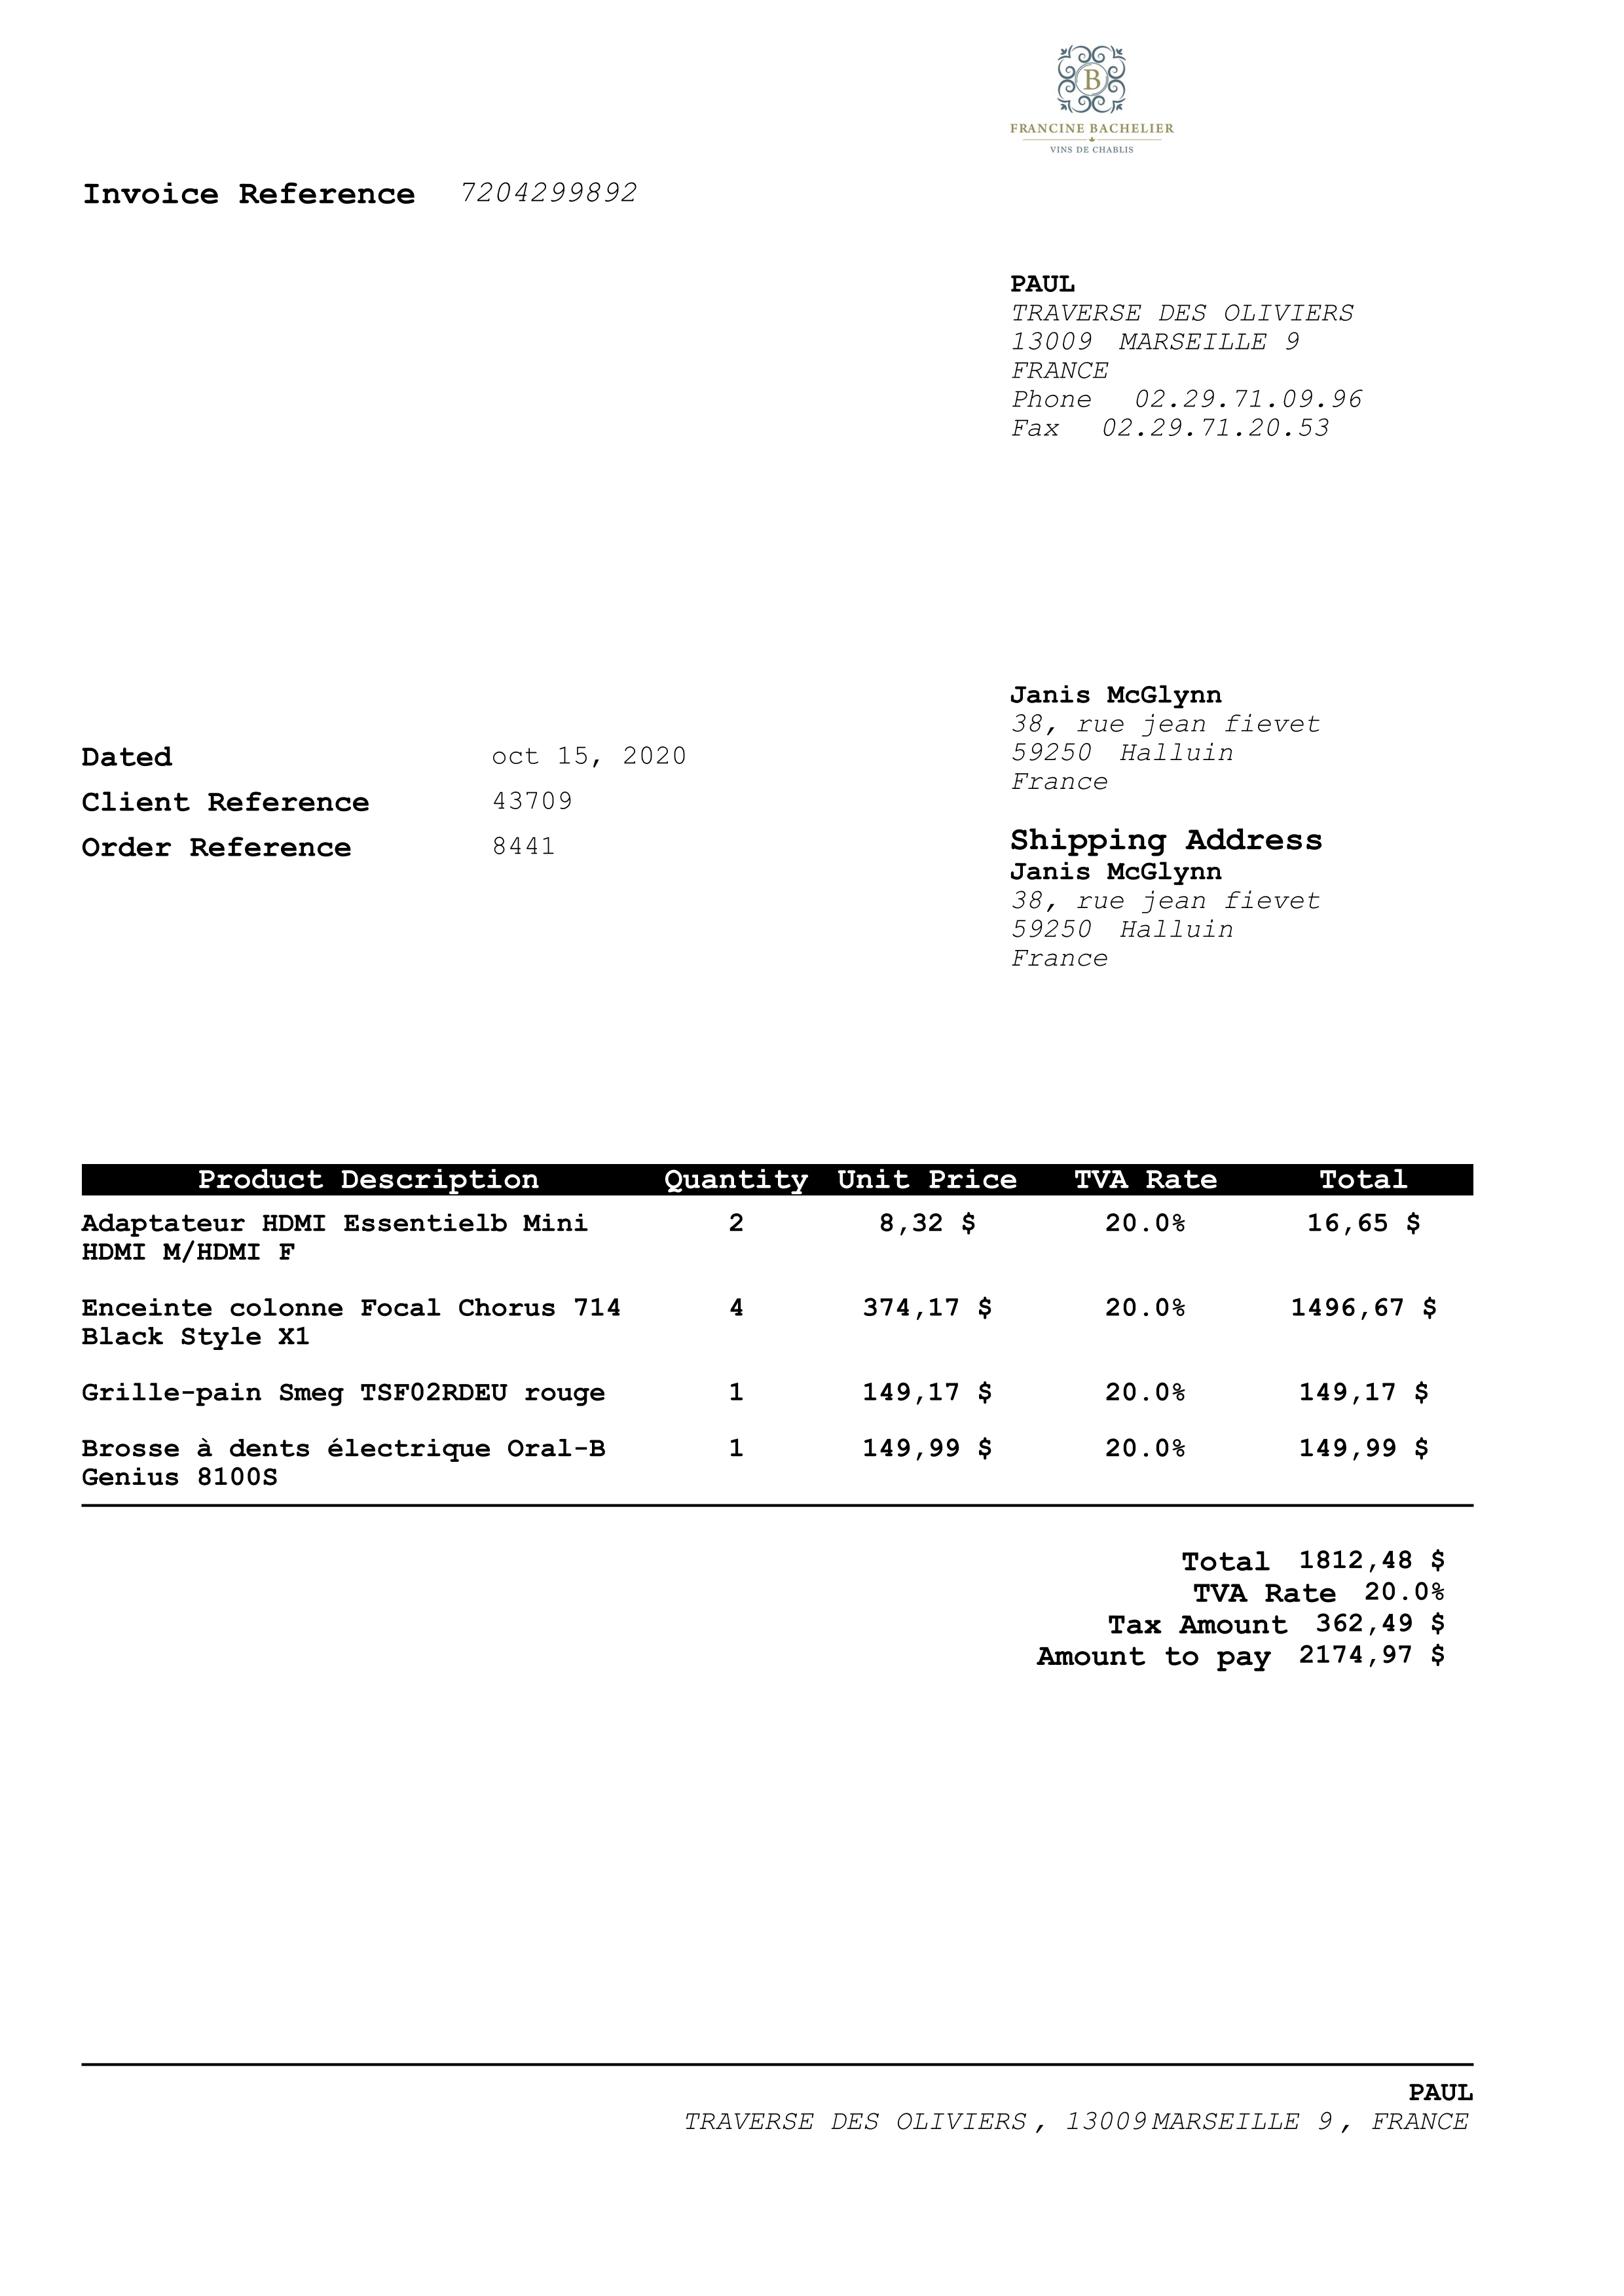 B
FRANCINE BACHELIER
VINS DE CHABLIS
Invoice Reference 7204299892
PAUL
TRAVERSE DES OLIVIERS
13009 MARSEILLE 9
FRANCE
Phone 02.29.71.09.96
Fax 02.29.71.20.53
Janis McGlynn
38, rue jean fievet
59250 Halluin
France
Dated oct 15, 2020
Client Reference 43709
Order Reference 8441
Shipping Address
Janis McGlynn
38, rue jean fievet
59250 Halluin
France
Product Description Quantity Unit Price TVA Rate Total
Adaptateur HDMI Essentielb Mini 2 8,32 $ 20.0% 16,65 $
HDMI M/HDMI F
Enceinte colonne Focal Chorus 714 4 374,17 $ 20.0% 1496,67 $
Black Style X1
Grille-pain Smeg TSF02RDEU rouge 1 149,17 $ 20.0% 149,17 $
Brosse à dents électrique Oral-B 1 149,99 $ 20.0% 149,99 $
Genius 8100S
Total 1812,48 $
TVA Rate 20.0%
Tax Amount 362,49 $
Amount to pay 2174,97 $
PAUL
TRAVERSE DES OLIVIERS, 13009 MARSEILLE 9, FRANCE